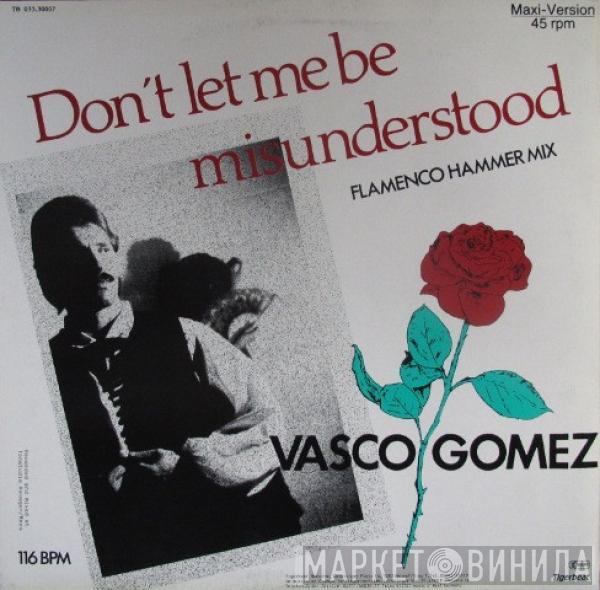 TB 033.30007
Maxi-Version
45 rpm
Don't let me be
misunderstood
FLAMENCO HAMMER MIX
VASCO GOMEZ
116 BPM
МАРКЕТ ВИНИЛА
Tigerbeat